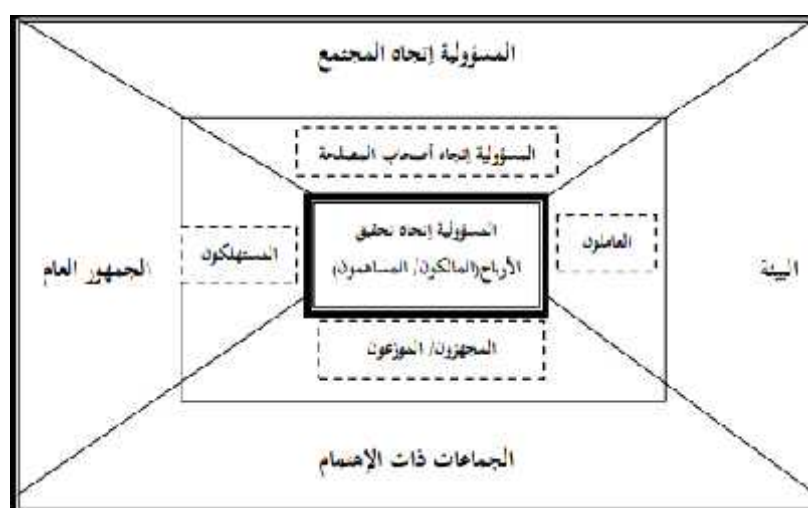 المسؤولية إتجاه المجتمع
المسؤولية إتجاه أصحاب المصلحة
المسؤولية إتجاه تحقيق
الأرباح(المالكون/ المساهمون)
العاملون
المستهلكون
البيئة
الجمهور العام
المجهزون/ الموزعون
الجماعات ذات الإهتمام